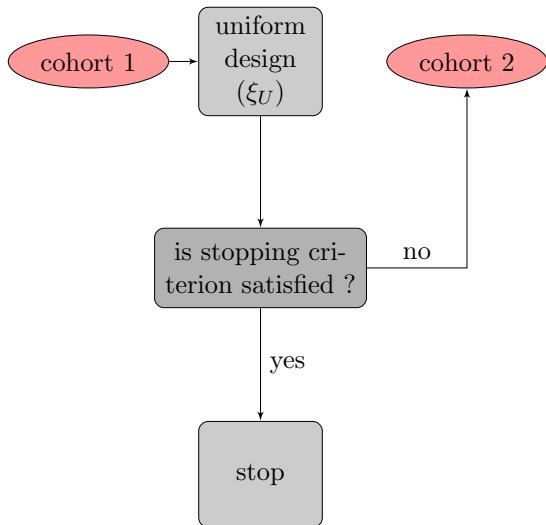 cohort 1
uniform
design
(ξ_U)
cohort 2
is stopping cri-
terion satisfied ?
no
yes
stop